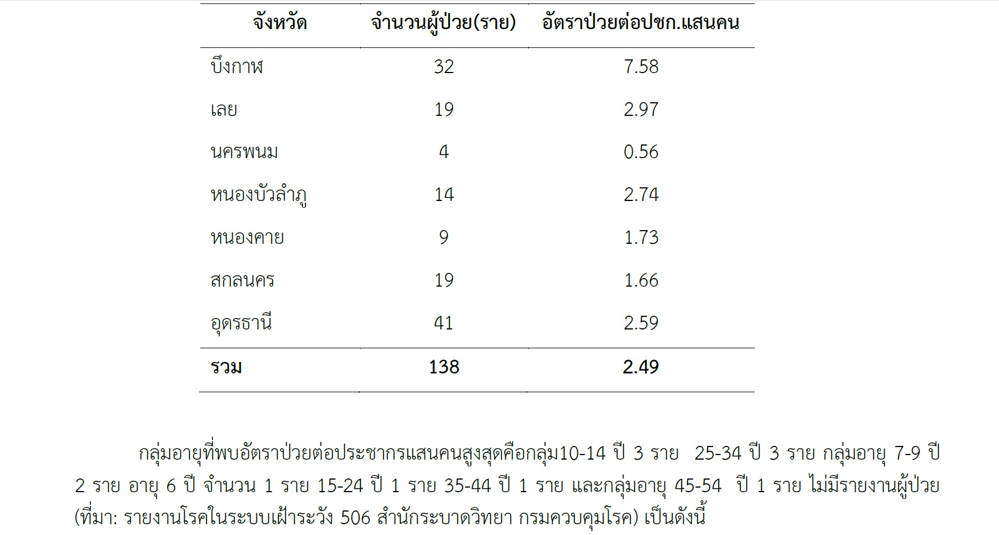 จังหวัด จำนวนผู้ป่วย(ราย) อัตราป่วยต่อปชก.แสนคน
บึงกาฬ 32 7.58
เลย 19 2.97
นครพนม 4 0.56
หนองบัวลำภู 14 2.74
หนองคาย 9 1.73
สกลนคร 19 1.66
อุดรธานี 41 2.59
รวม 138 2.49
กลุ่มอายุที่พบอัตราป่วยต่อประชากรแสนคนสูงสุดคือกลุ่ม10-14 ปี 3 ราย 25-34 ปี 3 ราย กลุ่มอายุ 7-9 ปี
2 ราย อายุ 6 ปี จำนวน 1 ราย 15-24 ปี 1 ราย 35-44 ปี 1 ราย และกลุ่มอายุ 45-54 ปี 1 ราย ไม่มีรายงานผู้ป่วย
(ที่มา: รายงานโรคในระบบเฝ้าระวัง 506 สำนักระบาดวิทยา กรมควบคุมโรค) เป็นดังนี้